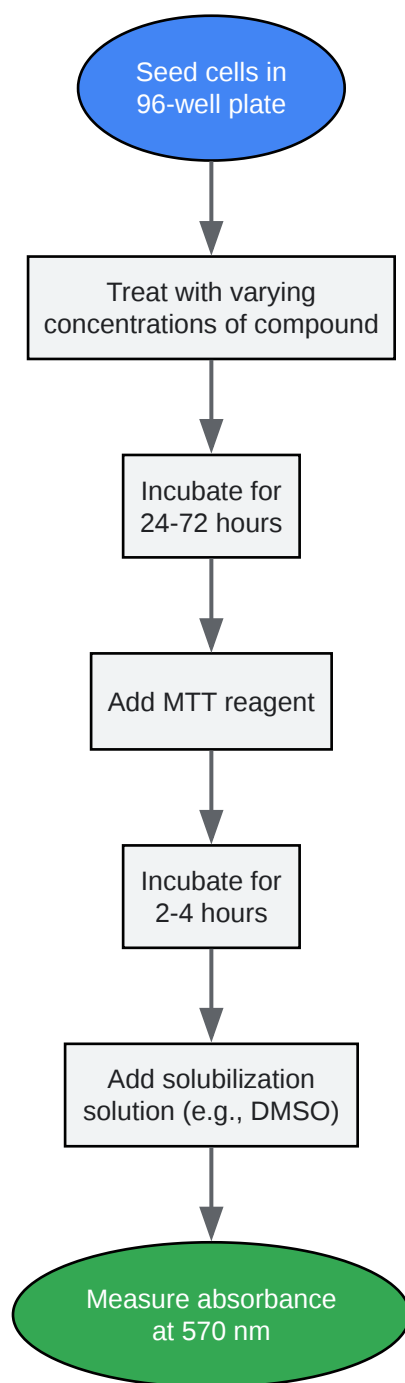 Seed cells in
96-well plate
Treat with varying
concentrations of compound
Incubate for
24-72 hours
Add MTT reagent
Incubate for
2-4 hours
Add solubilization
solution (e.g., DMSO)
Measure absorbance
at 570 nm